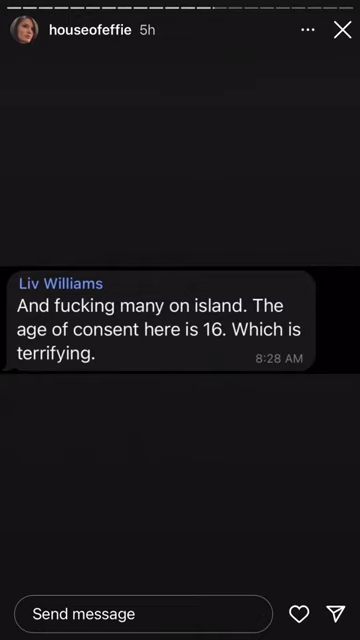 houseofeffie 5h
Liv Williams
And fucking many on island. The
age of consent here is 16. Which is
terrifying.
8:28 AM
Send message